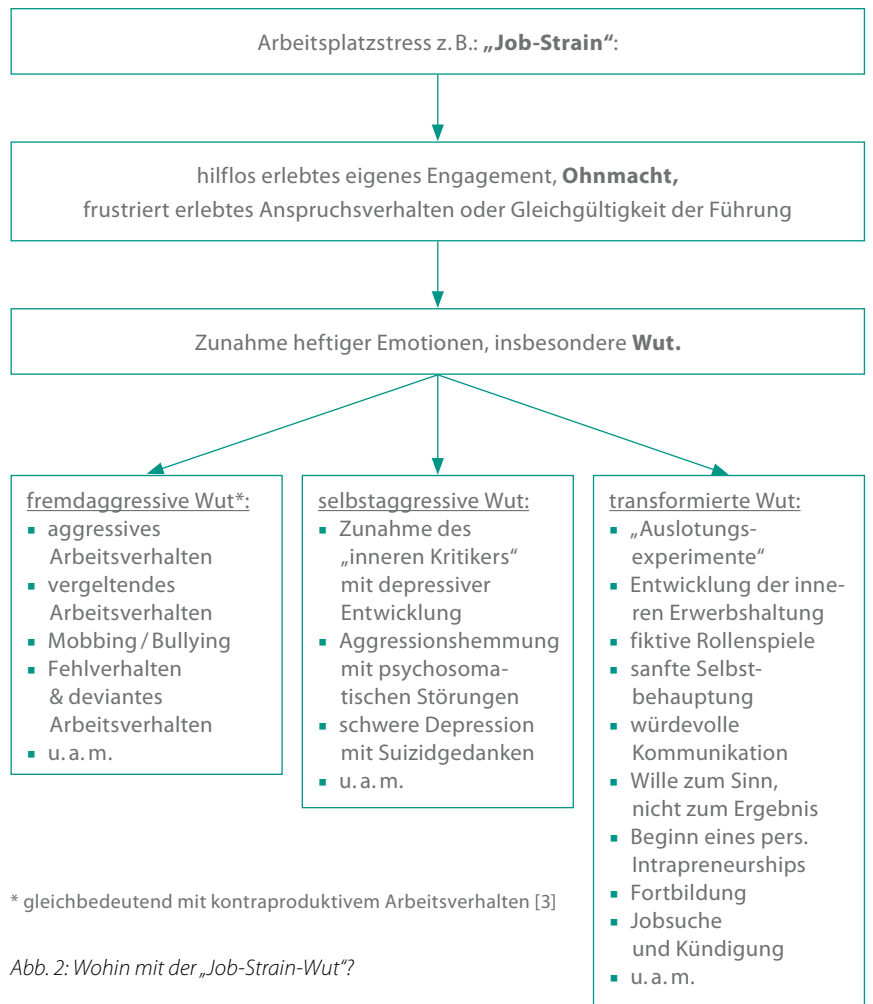 Arbeitsplatzstress z. B.: „Job-Strain“:
hilflos erlebtes eigenes Engagement, Ohnmacht,
frustriert erlebtes Anspruchsverhalten oder Gleichgültigkeit der Führung
Zunahme heftiger Emotionen, insbesondere Wut.
fremdaggressive Wut*:
▪ aggressives
Arbeitsverhalten
▪ vergeltendes
Arbeitsverhalten
▪ Mobbing / Bullying
▪ Fehlverhalten
& deviantes
Arbeitsverhalten
▪ u. a. m.
selbstaggressive Wut:
▪ Zunahme des
„inneren Kritikers“
mit depressiver
Entwicklung
▪ Aggressionshemmung
mit psychosoma-
tischen Störungen
▪ schwere Depression
mit Suizidgedanken
▪ u. a. m.
transformierte Wut:
▪ „Auslotungs-
experimente“
▪ Entwicklung der inne-
ren Erwerbshaltung
▪ fiktive Rollenspiele
▪ sanfte Selbst-
behauptung
▪ würdevolle
Kommunikation
▪ Wille zum Sinn,
nicht zum Ergebnis
▪ Beginn eines pers.
Intrapreneurships
▪ Fortbildung
▪ Jobsuche
und Kündigung
▪ u. a. m.
* gleichbedeutend mit kontraproduktivem Arbeitsverhalten [3]
Abb. 2: Wohin mit der „Job-Strain-Wut“?